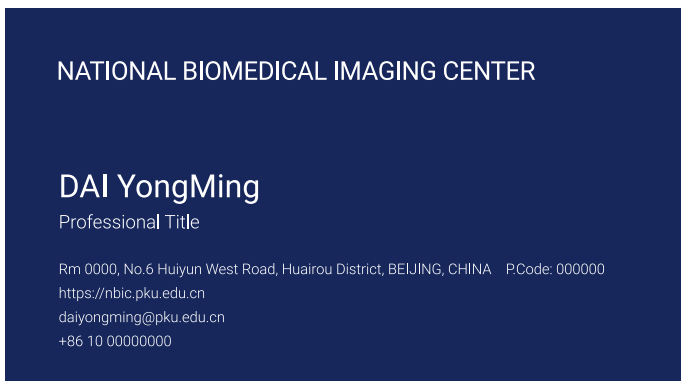 NATIONAL BIOMEDICAL IMAGING CENTER
DAI YongMing
Professional Title
Rm 0000, No.6 Huiyun West Road, Huairou District, BEIJING, CHINA P.Code: 000000
https://nbic.pku.edu.cn
daiyongming@pku.edu.cn
+86 10 00000000